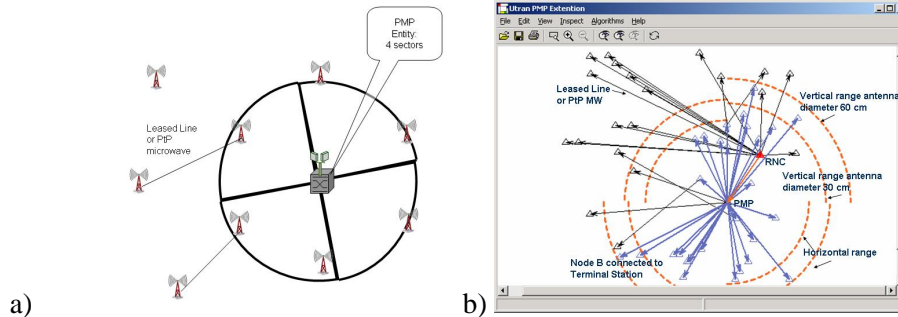 PMP
Entity:
4 sectors
Leased Line
or PtP
microwave
a)
Utran PMP Extention
File Edit View Inspect Algorithms Help
Leased Line
or PtP MW
Vertical range antenna
diameter 60 cm
RNC
Vertical range antenna
diameter 30 cm
PMP
Node B connected to
Terminal Station
Horizontal range
b)